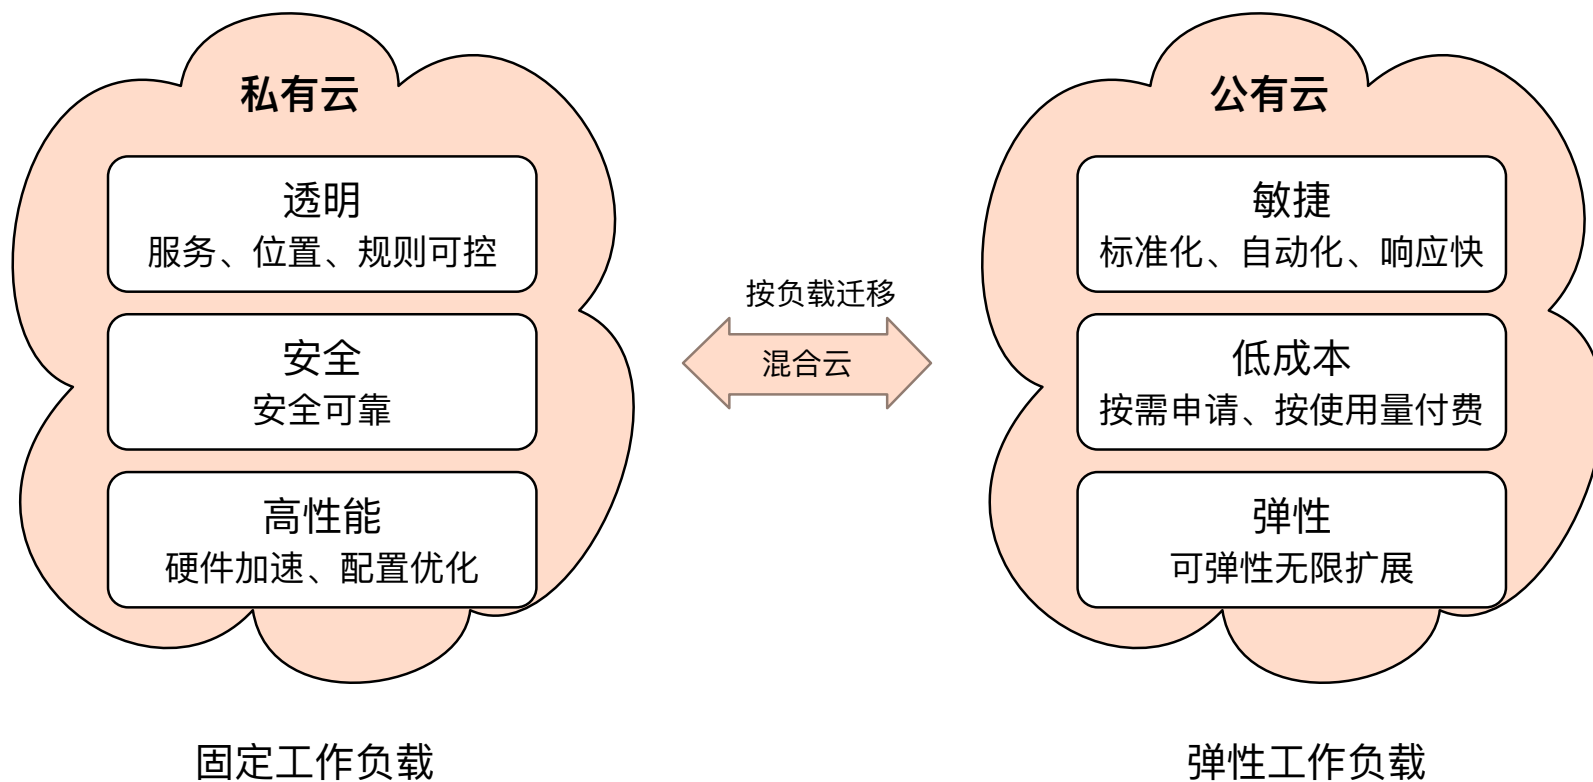 私有云
透明
服务、位置、规则可控
安全
安全可靠
高性能
硬件加速、配置优化
固定工作负载
按负载迁移
混合云
公有云
敏捷
标准化、自动化、响应快
低成本
按需申请、按使用量付费
弹性
可弹性无限扩展
弹性工作负载